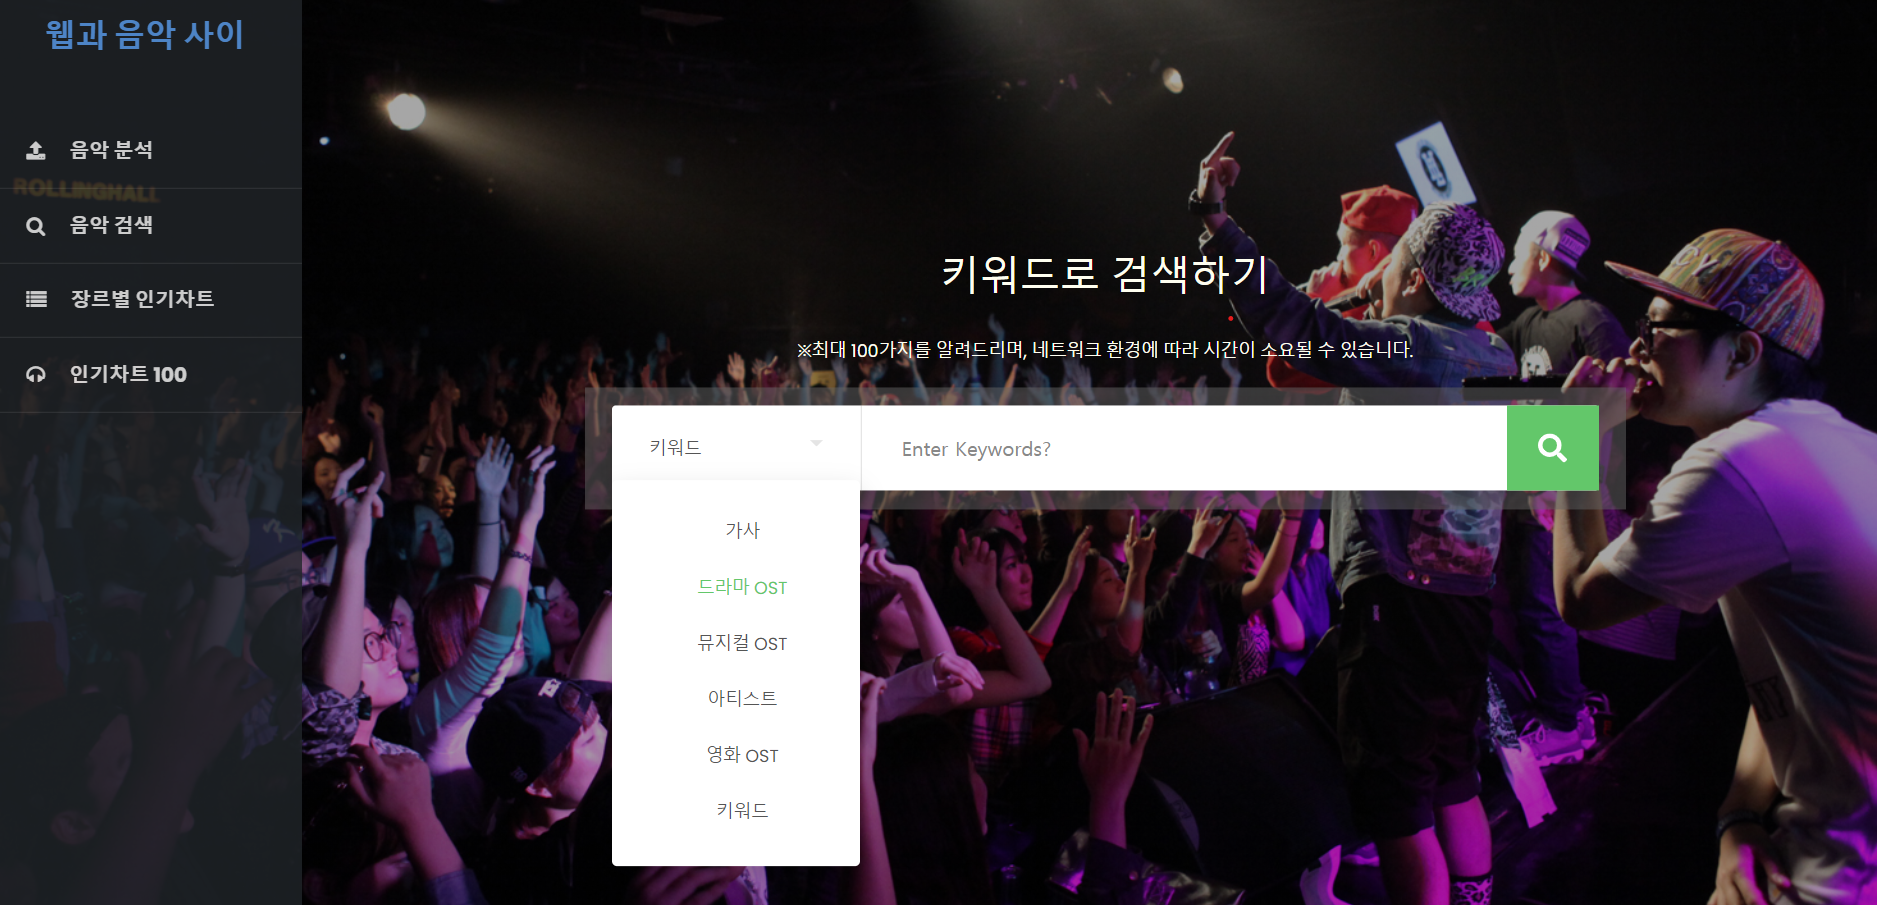 웹과 음악 사이
음악 분석
ROLLINGHALL
음악 검색
장르별 인기차트
인기차트 100
키워드로 검색하기
※최대 100가지를 알려드리며, 네트워크 환경에 따라 시간이 소요될 수 있습니다.
키워드
Enter Keywords?
가사
드라마 OST
뮤지컬 OST
아티스트
영화 OST
키워드